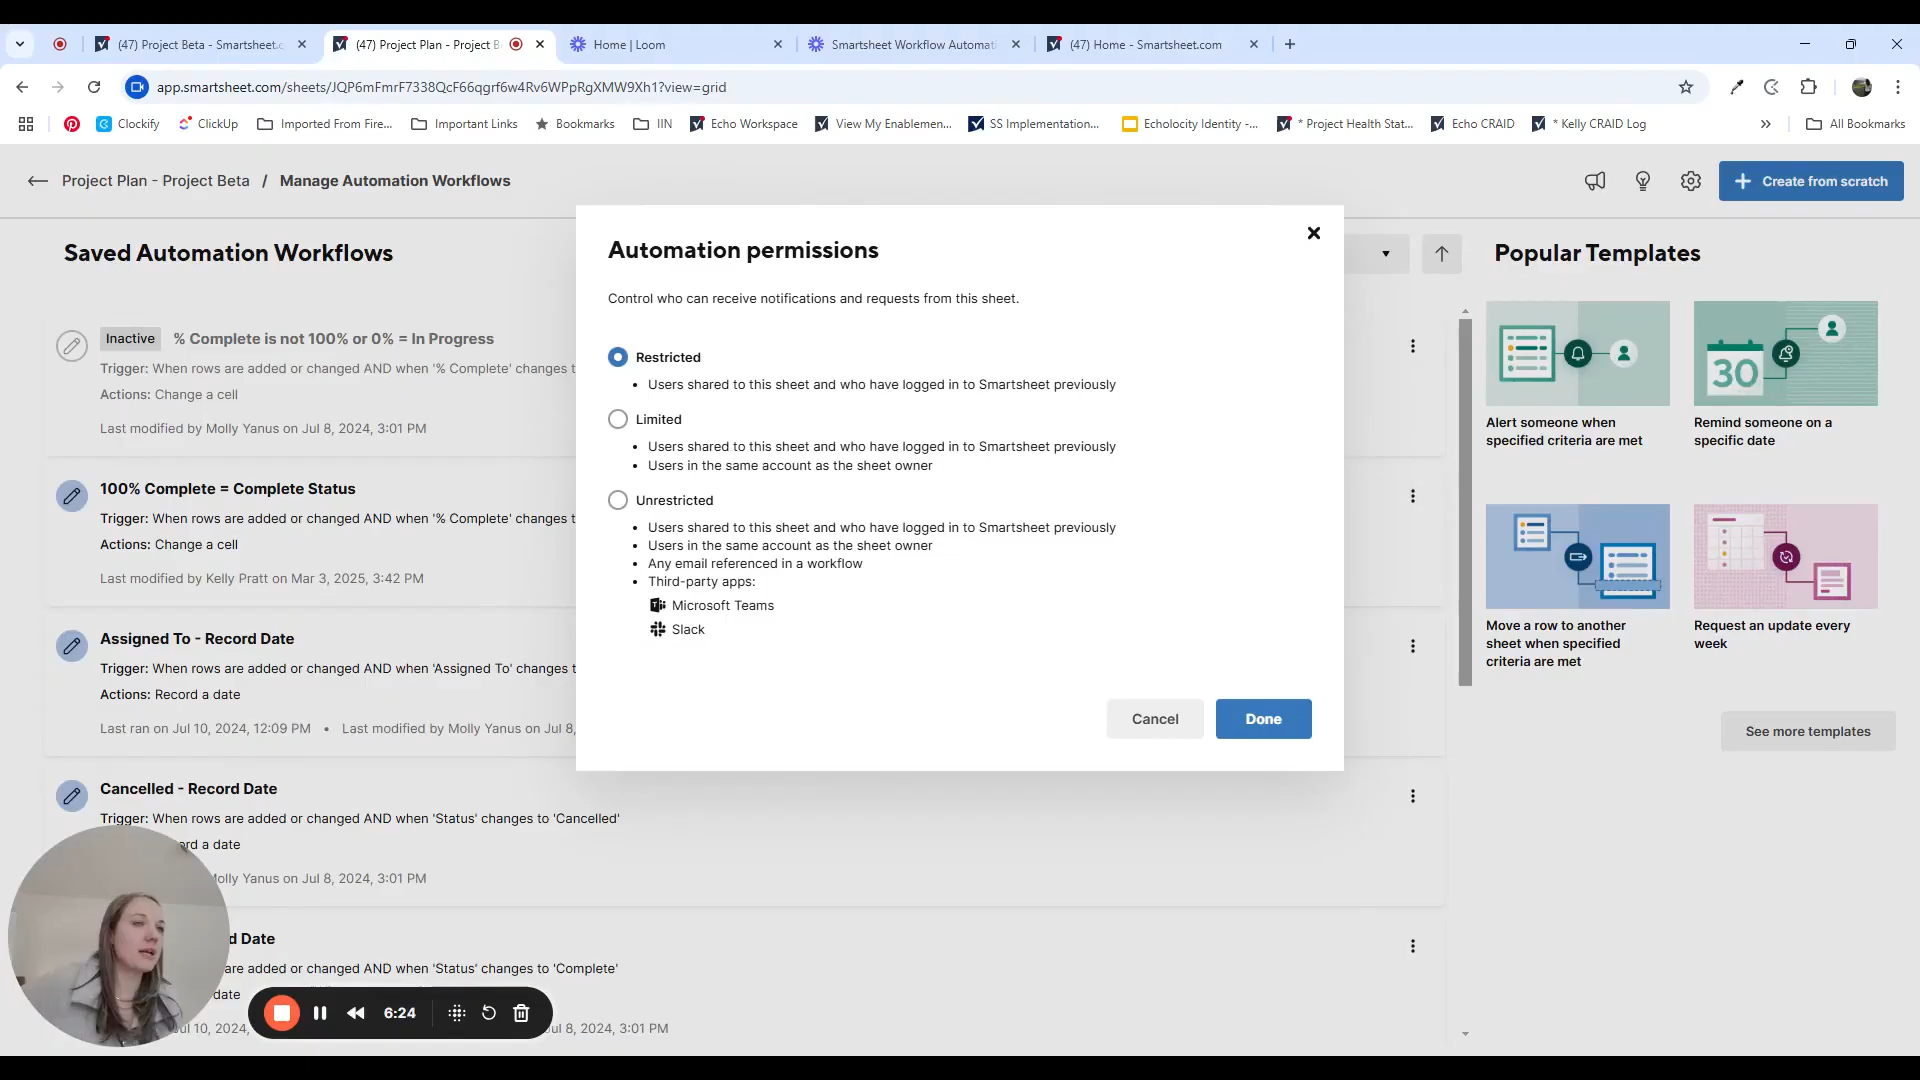 (47) Project Beta - Smartsheet.c
(47) Project Plan - Project B
Home | Loom
Smartsheet Workflow Automati
(47) Home - Smartsheet.com
app.smartsheet.com/sheets/JQP6mFmrF7338QcF66qgrf6w4Rv6WPpRgXMW9Xh1?view=grid
Clockify
ClickUp
Imported From Fire...
Important Links
Bookmarks
IIN
Echo Workspace
View My Enablemen...
SS Implementation...
Echolocity Identity -...
* Project Health Stat...
Echo CRAID
* Kelly CRAID Log
All Bookmarks
Project Plan - Project Beta / Manage Automation Workflows
Create from scratch
Saved Automation Workflows
Inactive % Complete is not 100% or 0% = In Progress
Trigger: When rows are added or changed AND when '% Complete' changes t
Actions: Change a cell
Last modified by Molly Yanus on Jul 8, 2024, 3:01 PM
100% Complete = Complete Status
Trigger: When rows are added or changed AND when '% Complete' changes t
Actions: Change a cell
Last modified by Kelly Pratt on Mar 3, 2025, 3:42 PM
Assigned To - Record Date
Trigger: When rows are added or changed AND when 'Assigned To' changes t
Actions: Record a date
Last ran on Jul 10, 2024, 12:09 PM • Last modified by Molly Yanus on Jul 8,
Cancelled - Record Date
Trigger: When rows are added or changed AND when 'Status' changes to 'Cancelled'
ord a date
Molly Yanus on Jul 8, 2024, 3:01 PM
d Date
are added or changed AND when 'Status' changes to 'Complete'
date
Jul 10, 2024,
ul 8, 2024, 3:01 PM
6:24
Automation permissions
Control who can receive notifications and requests from this sheet.
Restricted
• Users shared to this sheet and who have logged in to Smartsheet previously
Limited
• Users shared to this sheet and who have logged in to Smartsheet previously
• Users in the same account as the sheet owner
Unrestricted
• Users shared to this sheet and who have logged in to Smartsheet previously
• Users in the same account as the sheet owner
• Any email referenced in a workflow
• Third-party apps:
Microsoft Teams
Slack
Cancel
Done
Popular Templates
Alert someone when
specified criteria are met
30
Remind someone on a
specific date
Move a row to another
sheet when specified
criteria are met
Request an update every
week
See more templates